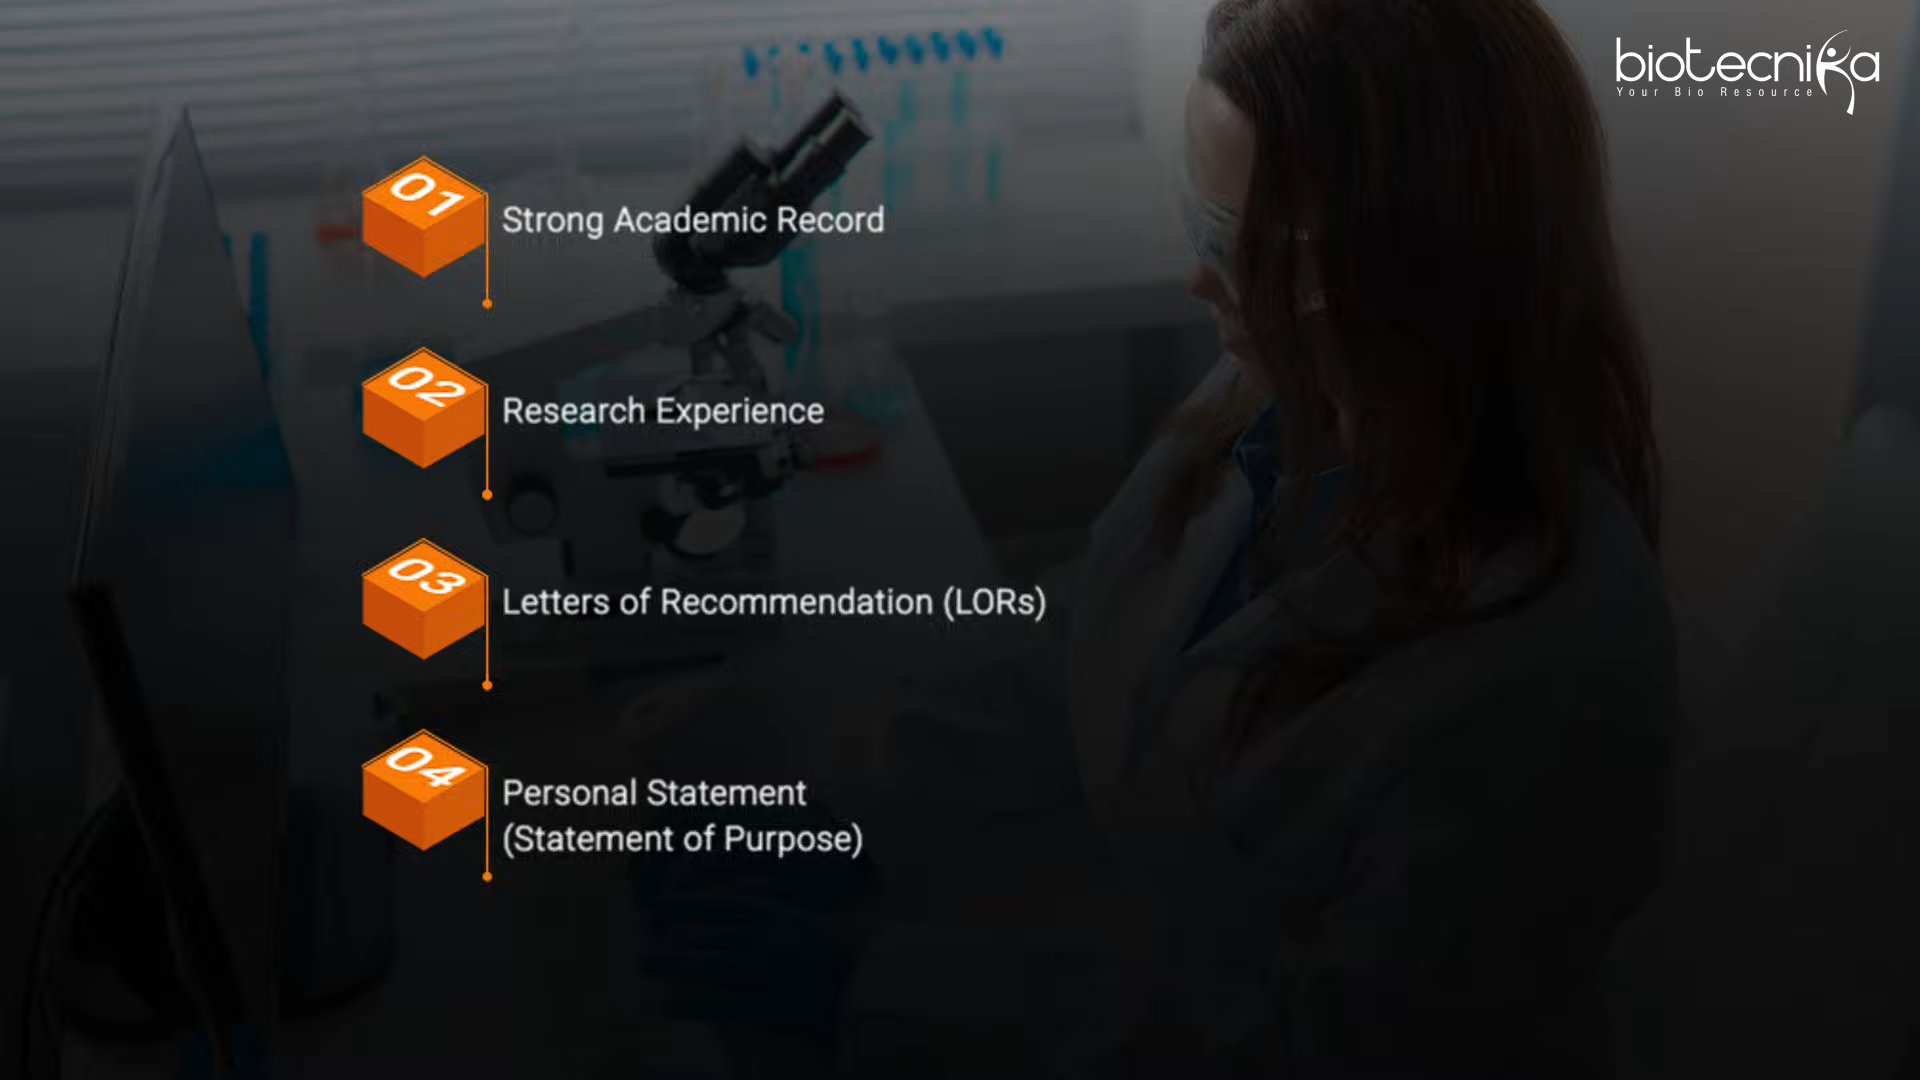 biotecnika
Your Bio Resource
01
Strong Academic Record
02
Research Experience
03
Letters of Recommendation (LORs)
04
Personal Statement
(Statement of Purpose)